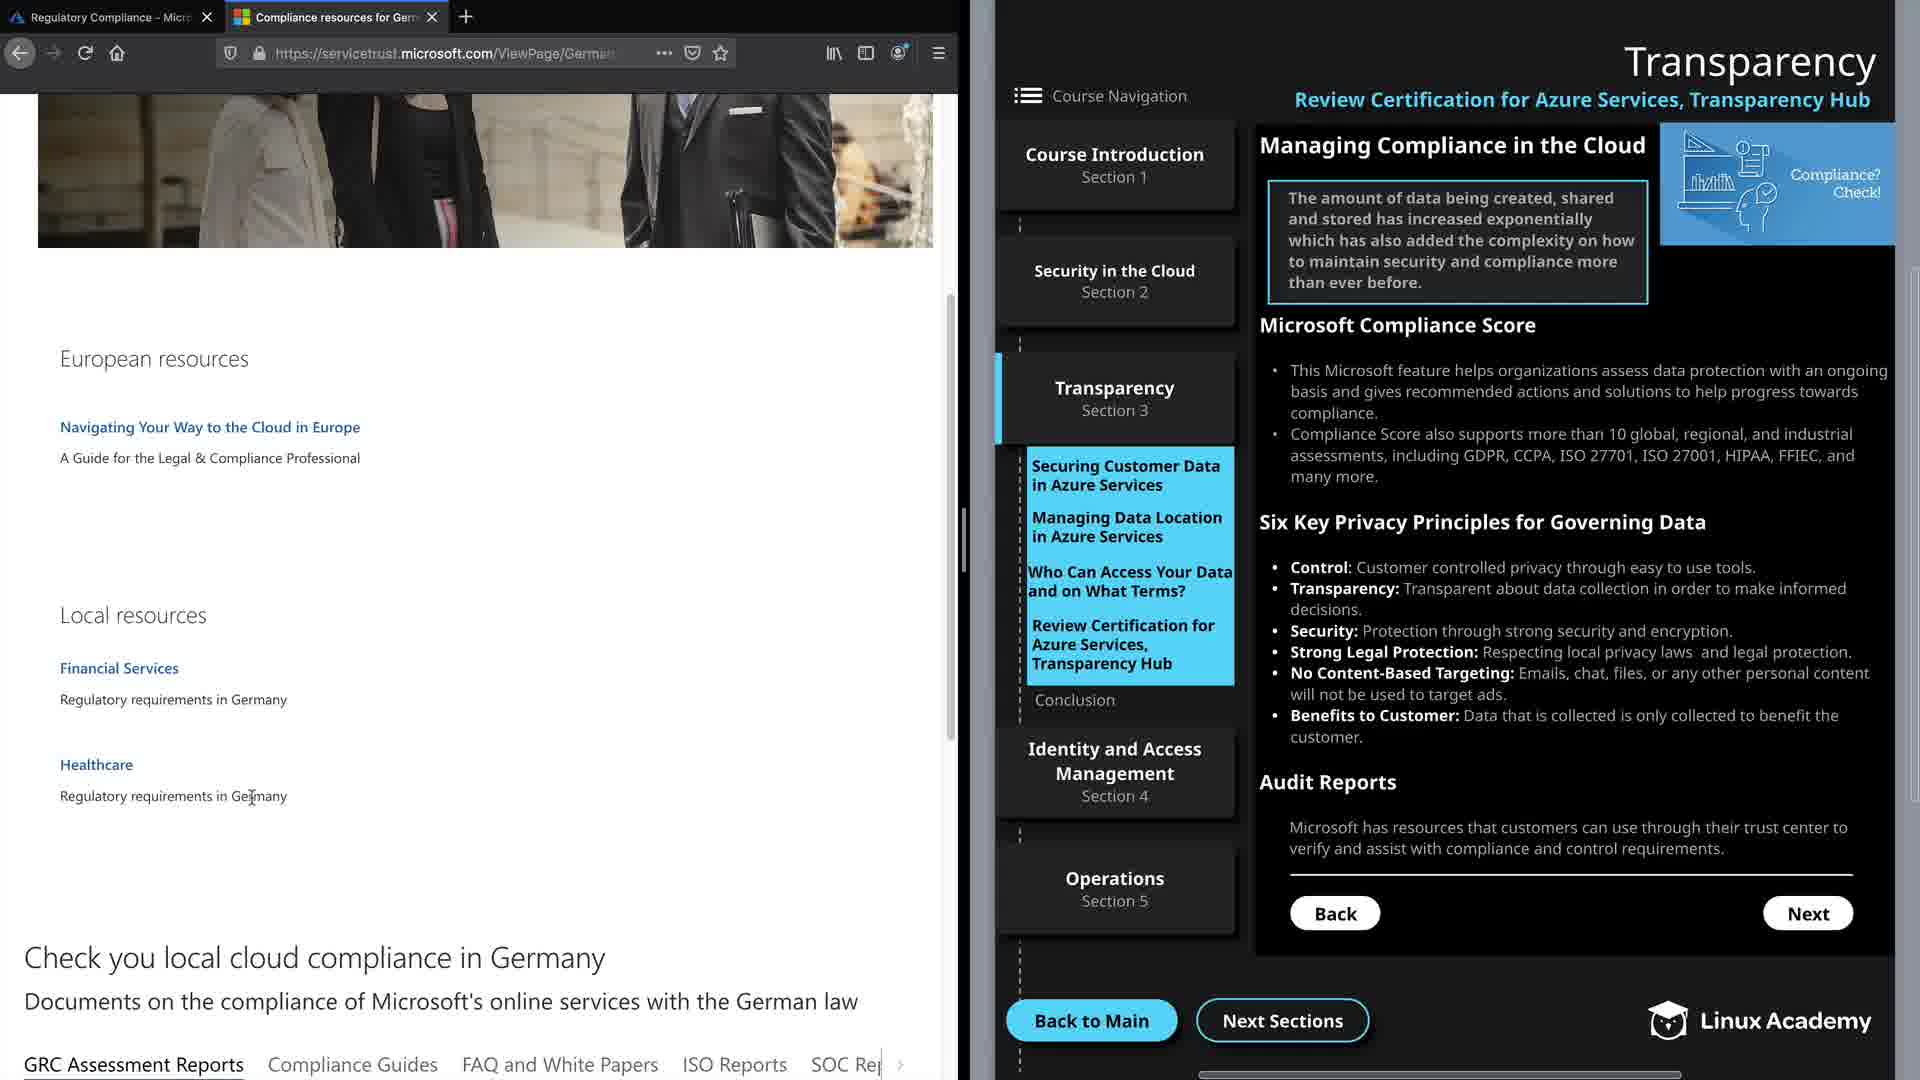 Regulatory Compliance - Micro
Compliance resources for Germ
https://servicetrust.microsoft.com/ViewPage/German
European resources
Navigating Your Way to the Cloud in Europe
A Guide for the Legal & Compliance Professional
Local resources
Financial Services
Regulatory requirements in Germany
Healthcare
Regulatory requirements in Germany
Check you local cloud compliance in Germany
Documents on the compliance of Microsoft's online services with the German law
GRC Assessment Reports
Compliance Guides
FAQ and White Papers
ISO Reports
SOC Rep
Transparency
Review Certification for Azure Services, Transparency Hub
Course Navigation
Course Introduction
Section 1
Security in the Cloud
Section 2
Transparency
Section 3
Securing Customer Data
in Azure Services
Managing Data Location
in Azure Services
Who Can Access Your Data
and on What Terms?
Review Certification for
Azure Services,
Transparency Hub
Conclusion
Identity and Access
Management
Section 4
Operations
Section 5
Managing Compliance in the Cloud
Compliance?
Check!
The amount of data being created, shared
and stored has increased exponentially
which has also added the complexity on how
to maintain security and compliance more
than ever before.
Microsoft Compliance Score
• This Microsoft feature helps organizations assess data protection with an ongoing
basis and gives recommended actions and solutions to help progress towards
compliance.
• Compliance Score also supports more than 10 global, regional, and industrial
assessments, including GDPR, CCPA, ISO 27701, ISO 27001, HIPAA, FFIEC, and
many more.
Six Key Privacy Principles for Governing Data
• Control: Customer controlled privacy through easy to use tools.
• Transparency: Transparent about data collection in order to make informed
decisions.
• Security: Protection through strong security and encryption.
• Strong Legal Protection: Respecting local privacy laws and legal protection.
• No Content-Based Targeting: Emails, chat, files, or any other personal content
will not be used to target ads.
• Benefits to Customer: Data that is collected is only collected to benefit the
customer.
Audit Reports
Microsoft has resources that customers can use through their trust center to
verify and assist with compliance and control requirements.
Back
Next
Back to Main
Next Sections
Linux Academy